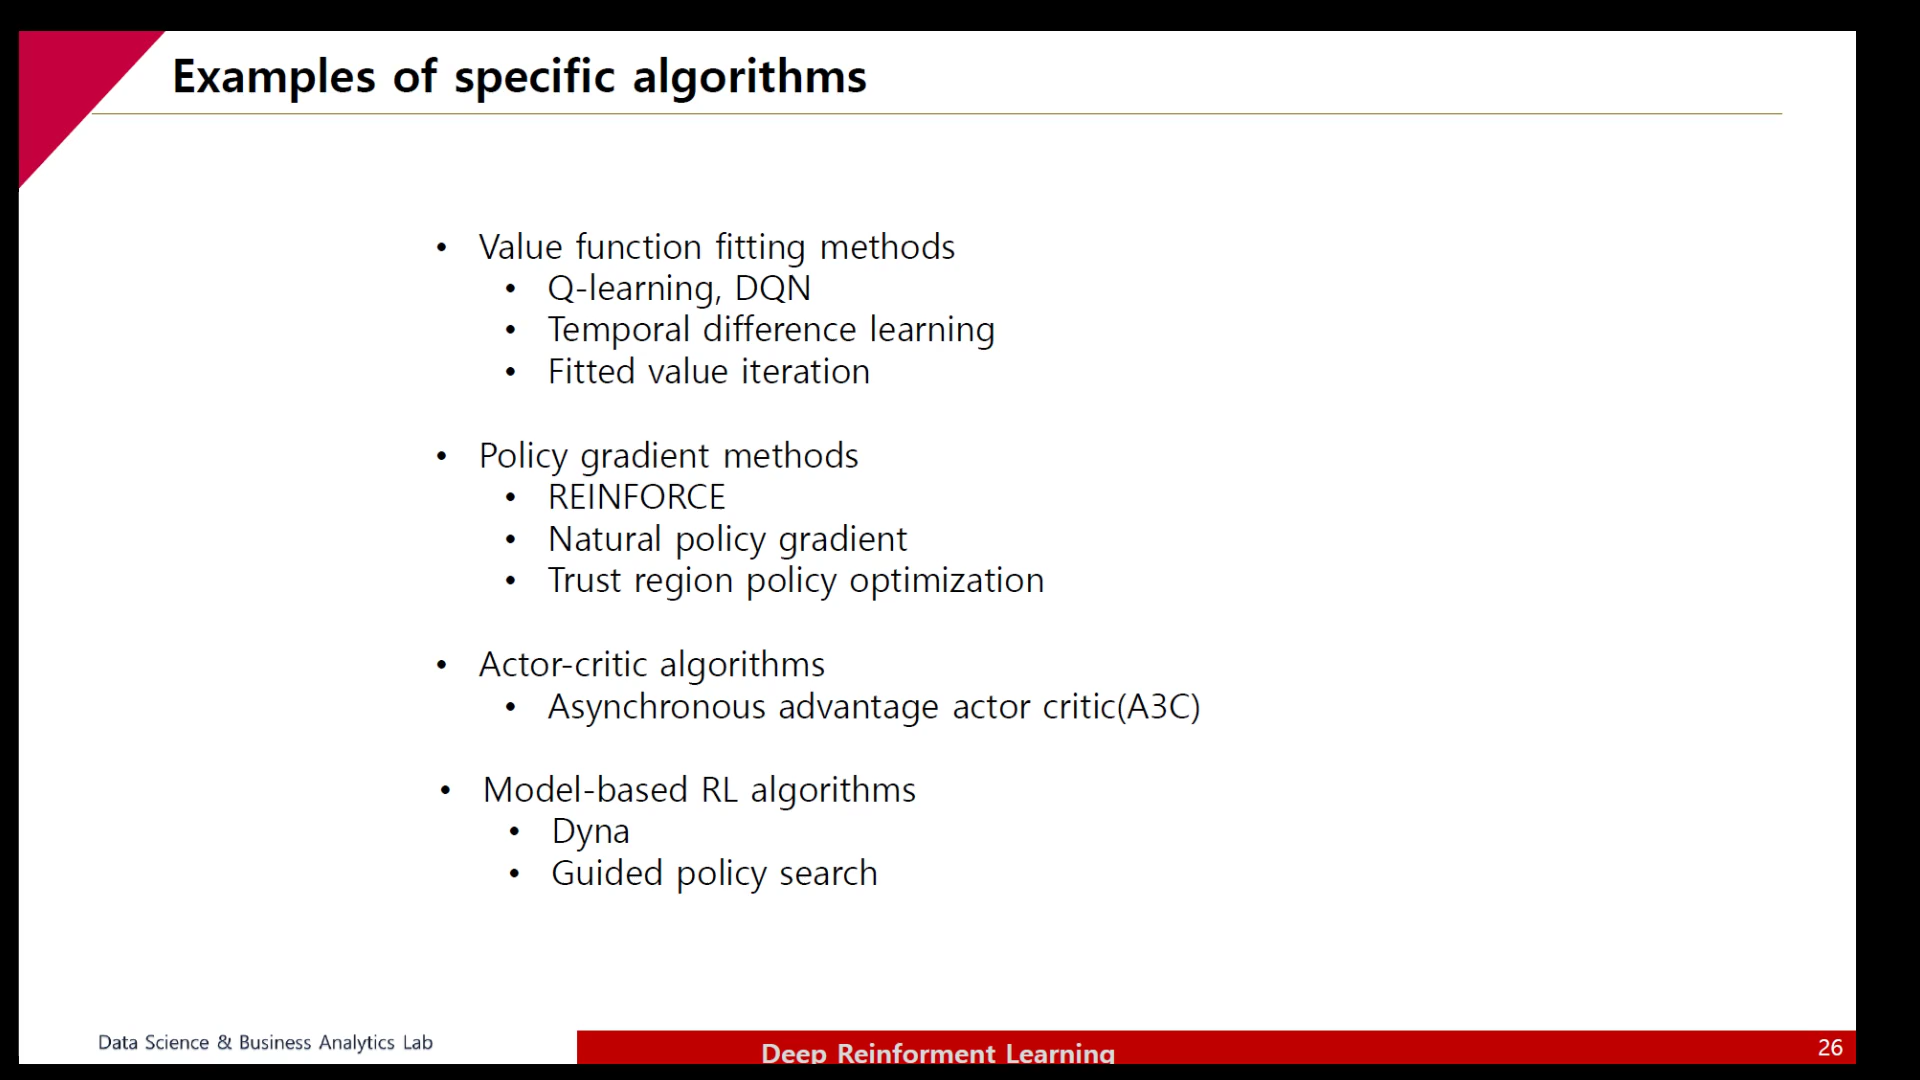 Examples of specific algorithms
• Value function fitting methods
• Q-learning, DQN
• Temporal difference learning
• Fitted value iteration
• Policy gradient methods
• REINFORCE
• Natural policy gradient
• Trust region policy optimization
• Actor-critic algorithms
• Asynchronous advantage actor critic(A3C)
• Model-based RL algorithms
• Dyna
• Guided policy search
Data Science & Business Analytics Lab
Deep Reinforment Learning
26